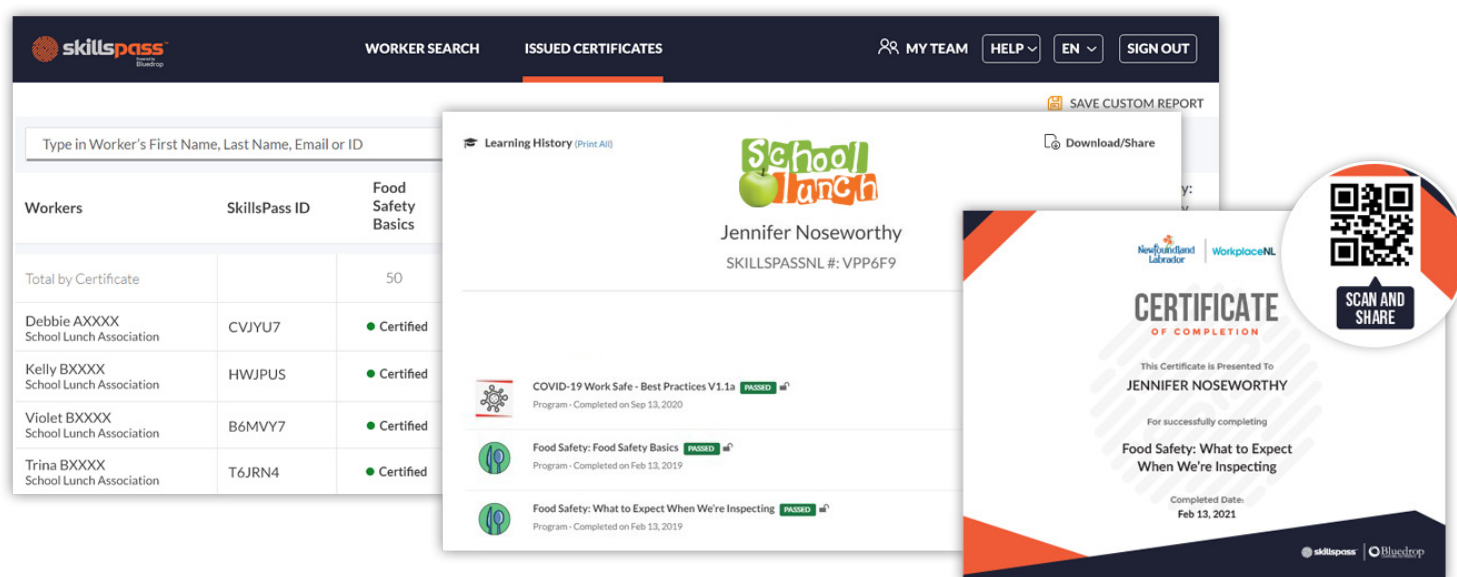 skillspass
Powered by
Bluedrop
WORKER SEARCH
ISSUED CERTIFICATES
MY TEAM
HELP
EN
SIGN OUT
SAVE CUSTOM REPORT
Type in Worker's First Name, Last Name, Email or ID
Workers
SkillsPass ID
Food
Safety
Basics
Total by Certificate
50
Debbie AXXXX
School Lunch Association
CVJYU7
Certified
Kelly BXXXX
School Lunch Association
HWJPUS
Certified
Violet BXXXX
School Lunch Association
B6MVY7
Certified
Trina BXXXX
School Lunch Association
T6JRN4
Certified
Learning History (Print All)
Download/Share
School
lunch
Jennifer Noseworthy
SKILLSPASSNL #: VPP6F9
COVID-19 Work Safe - Best Practices V1.1a PASSED
Program - Completed on Sep 13, 2020
Food Safety: Food Safety Basics PASSED
Program - Completed on Feb 13, 2019
Food Safety: What to Expect When We're Inspecting PASSED
Program - Completed on Feb 13, 2019
Newfoundland
Labrador
WorkplaceNL
CERTIFICATE
OF COMPLETION
This Certificate is Presented To
JENNIFER NOSEWORTHY
For successfully completing
Food Safety: What to Expect
When We're Inspecting
Completed Date:
Feb 13, 2021
skillspass
Bluedrop
SCAN AND
SHARE